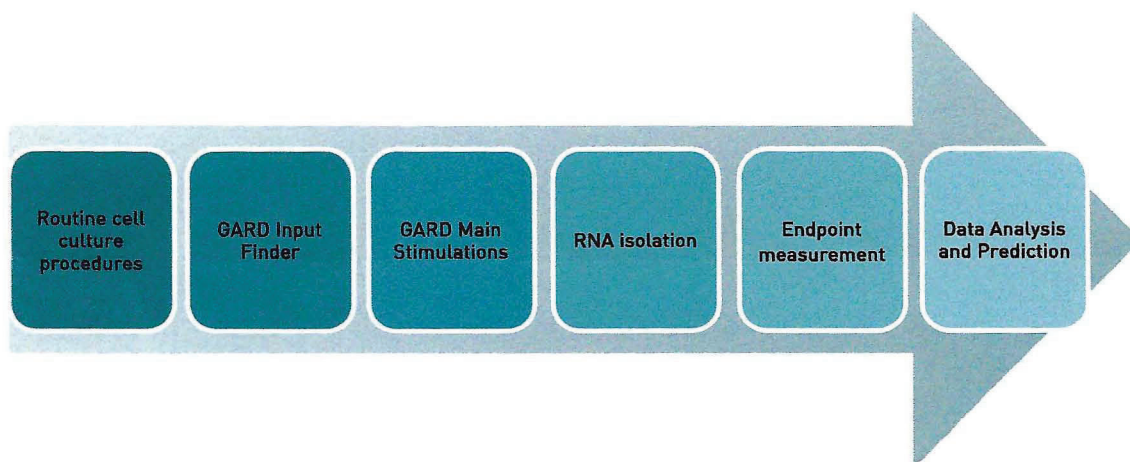 Routine cell
culture
procedures
GARD Input
Finder
GARD Main
Stimulations
RNA isolation
Endpoint
measurement
Data Analysis
and Prediction